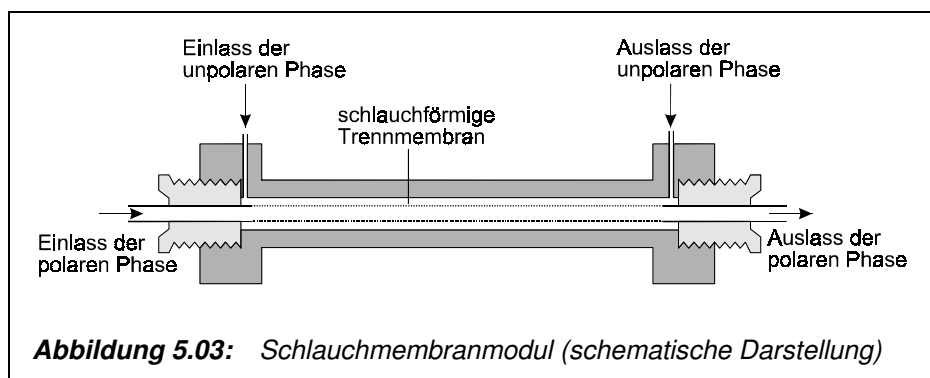 Einlass der
unpolaren Phase
Auslass der
unpolaren Phase
schlauchförmige
Trennmembran
Einlass der
polaren Phase
Auslass der
polaren Phase
Abbildung 5.03: Schlauchmembranmodul (schematische Darstellung)